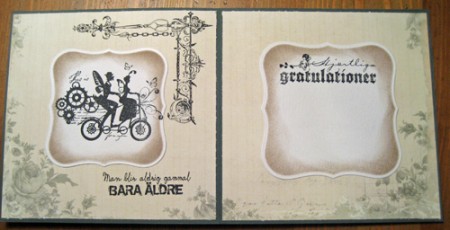 Man blir aldrig gammal
BARA ÄLDRE
Hjärtliga
gratulationer